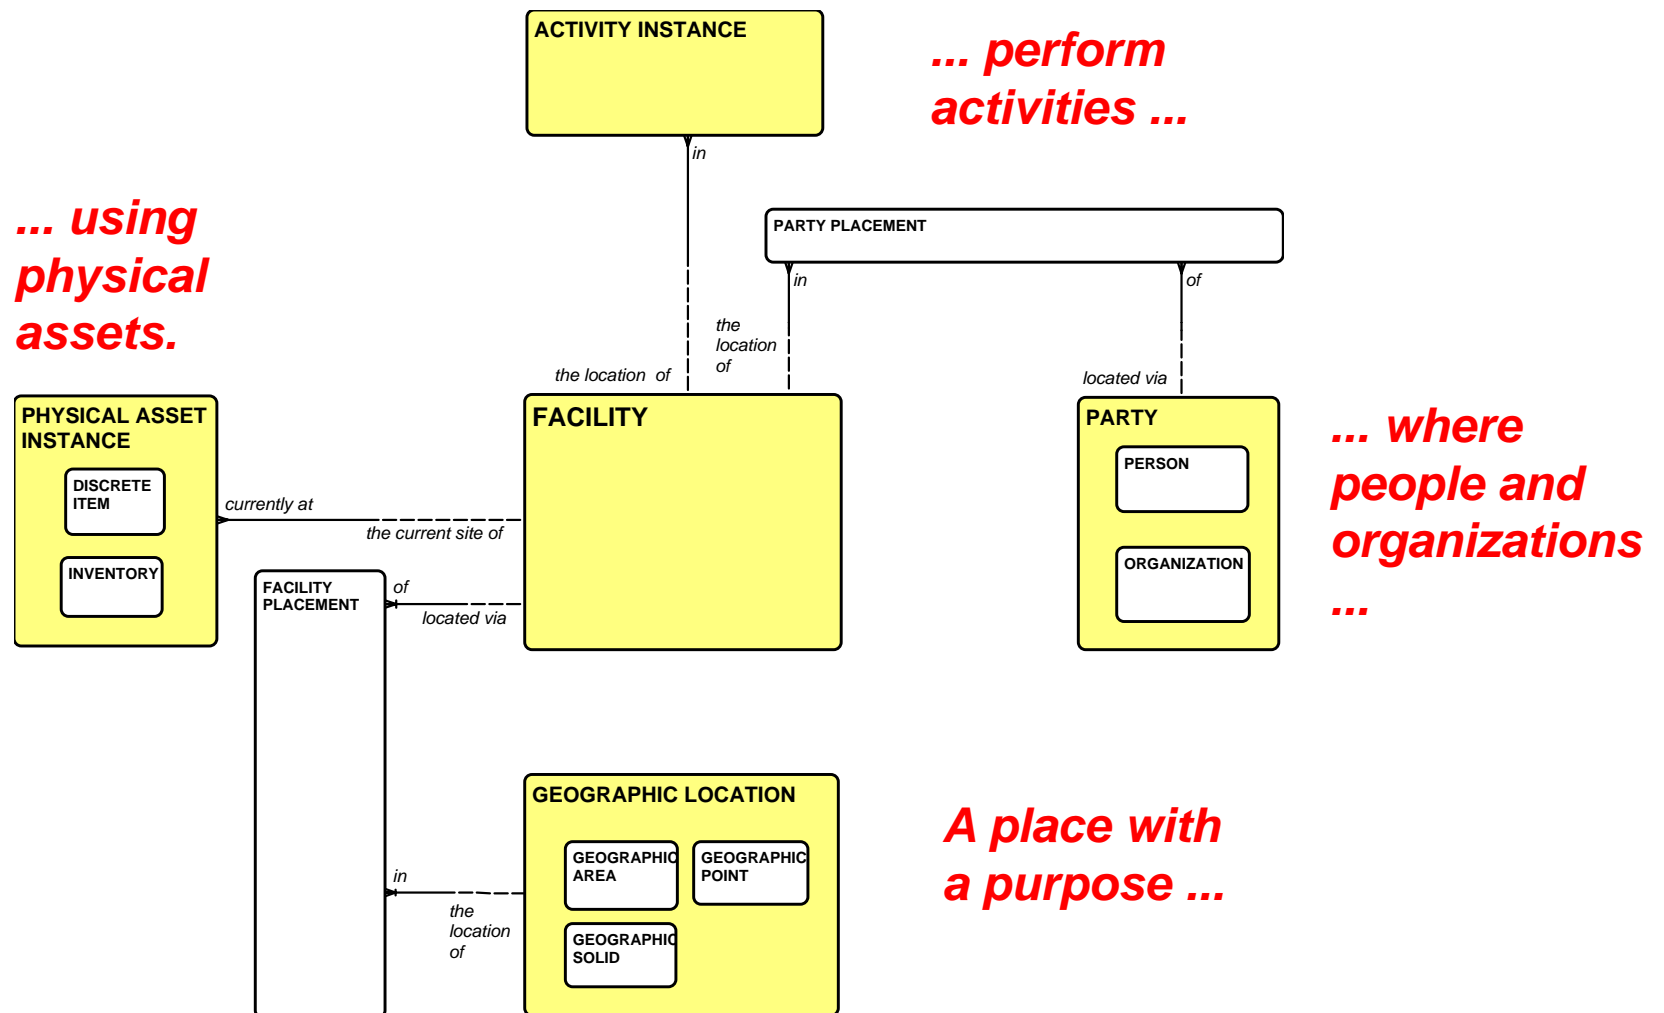 ACTIVITY INSTANCE
... perform
activities ...
in
... using
physical
assets.
PARTY PLACEMENT
in
of
the
location
of
the location of
located via
PHYSICAL ASSET
INSTANCE
DISCRETE
ITEM
INVENTORY
currently at
the current site of
FACILITY
PARTY
PERSON
ORGANIZATION
... where
people and
organizations
...
FACILITY
PLACEMENT
of
located via
GEOGRAPHIC LOCATION
GEOGRAPHIC
AREA
GEOGRAPHIC
POINT
GEOGRAPHIC
SOLID
in
the
location
of
A place with
a purpose ...